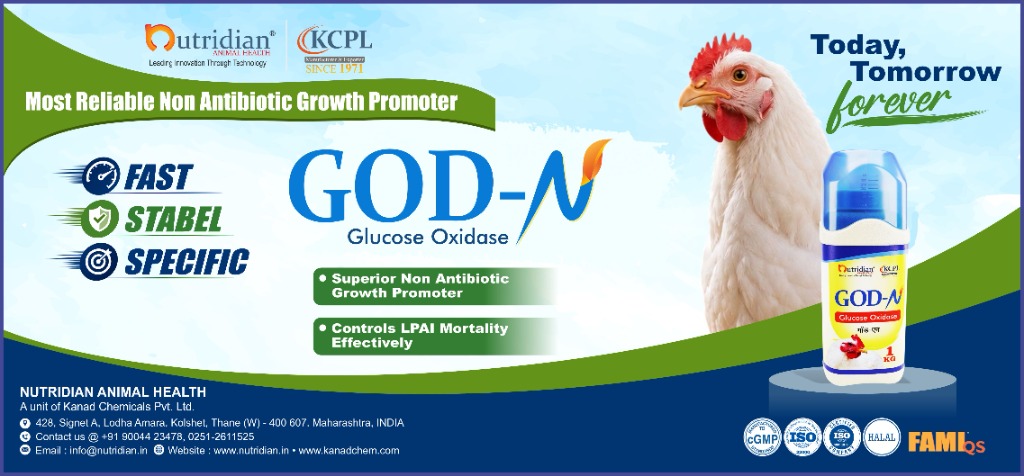 nutridian®
ANIMAL HEALTH
Leading Innovation Through Technology
KCPL
Manufacturer & Exporter
SINCE 1971
Most Reliable Non Antibiotic Growth Promoter
Today,
Tomorrow
forever
FAST
STABEL
SPECIFIC
GOD-N
Glucose Oxidase
• Superior Non Antibiotic
Growth Promoter
• Controls LPAI Mortality
Effectively
nutridian
KCPL
GOD-N
Glucose Oxidase
गॉड-एन
1
KG
NUTRIDIAN ANIMAL HEALTH
A unit of Kanad Chemicals Pvt. Ltd.
428, Signet A, Lodha Amara, Kolshet, Thane (W) - 400 607. Maharashtra, INDIA
Contact us @ +91 90044 23478, 0251-2611525
Email : info@nutridian.in Website : www.nutridian.in • www.kanadchem.com
cGMP
ISO
ISO
HALAL
FAMI QS